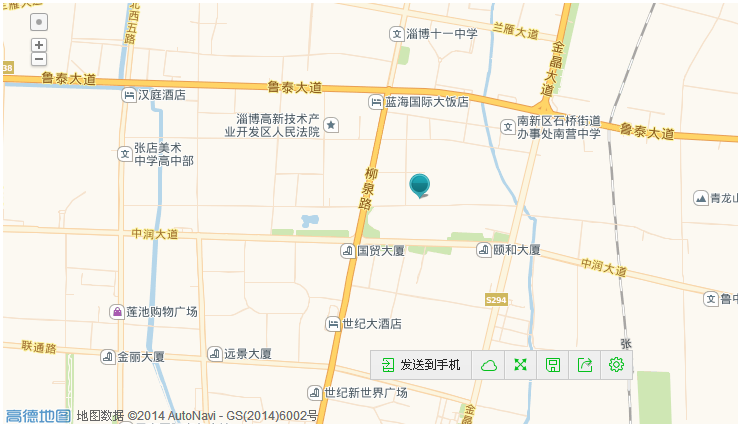 北
西
五
路
淄博十一中学
兰雁大道
金
晶
大
道
38
鲁泰大道
鲁泰大道
汉庭酒店
蓝海国际大饭店
淄博高新技术产
业开发区人民法院
南新区石桥街道
办事处南营中学
鲁泰大道
张店美术
中学高中部
柳
泉
路
青龙山
中润大道
国贸大厦
颐和大厦
中润大道
S294
鲁中
莲池购物广场
世纪大酒店
张
联通路
金丽大厦
远景大厦
发送到手机
世纪新世界广场
金
高德地图
地图数据 ©2014 AutoNavi - GS(2014)6002号